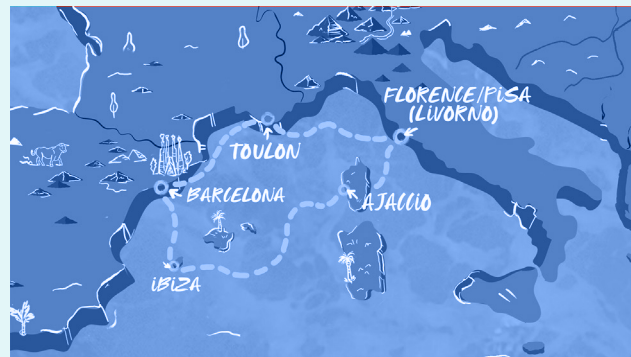 FLORENCE/PISA
(LIVORNO)
TOULON
BARCELONA
AJACCIO
IBIZA